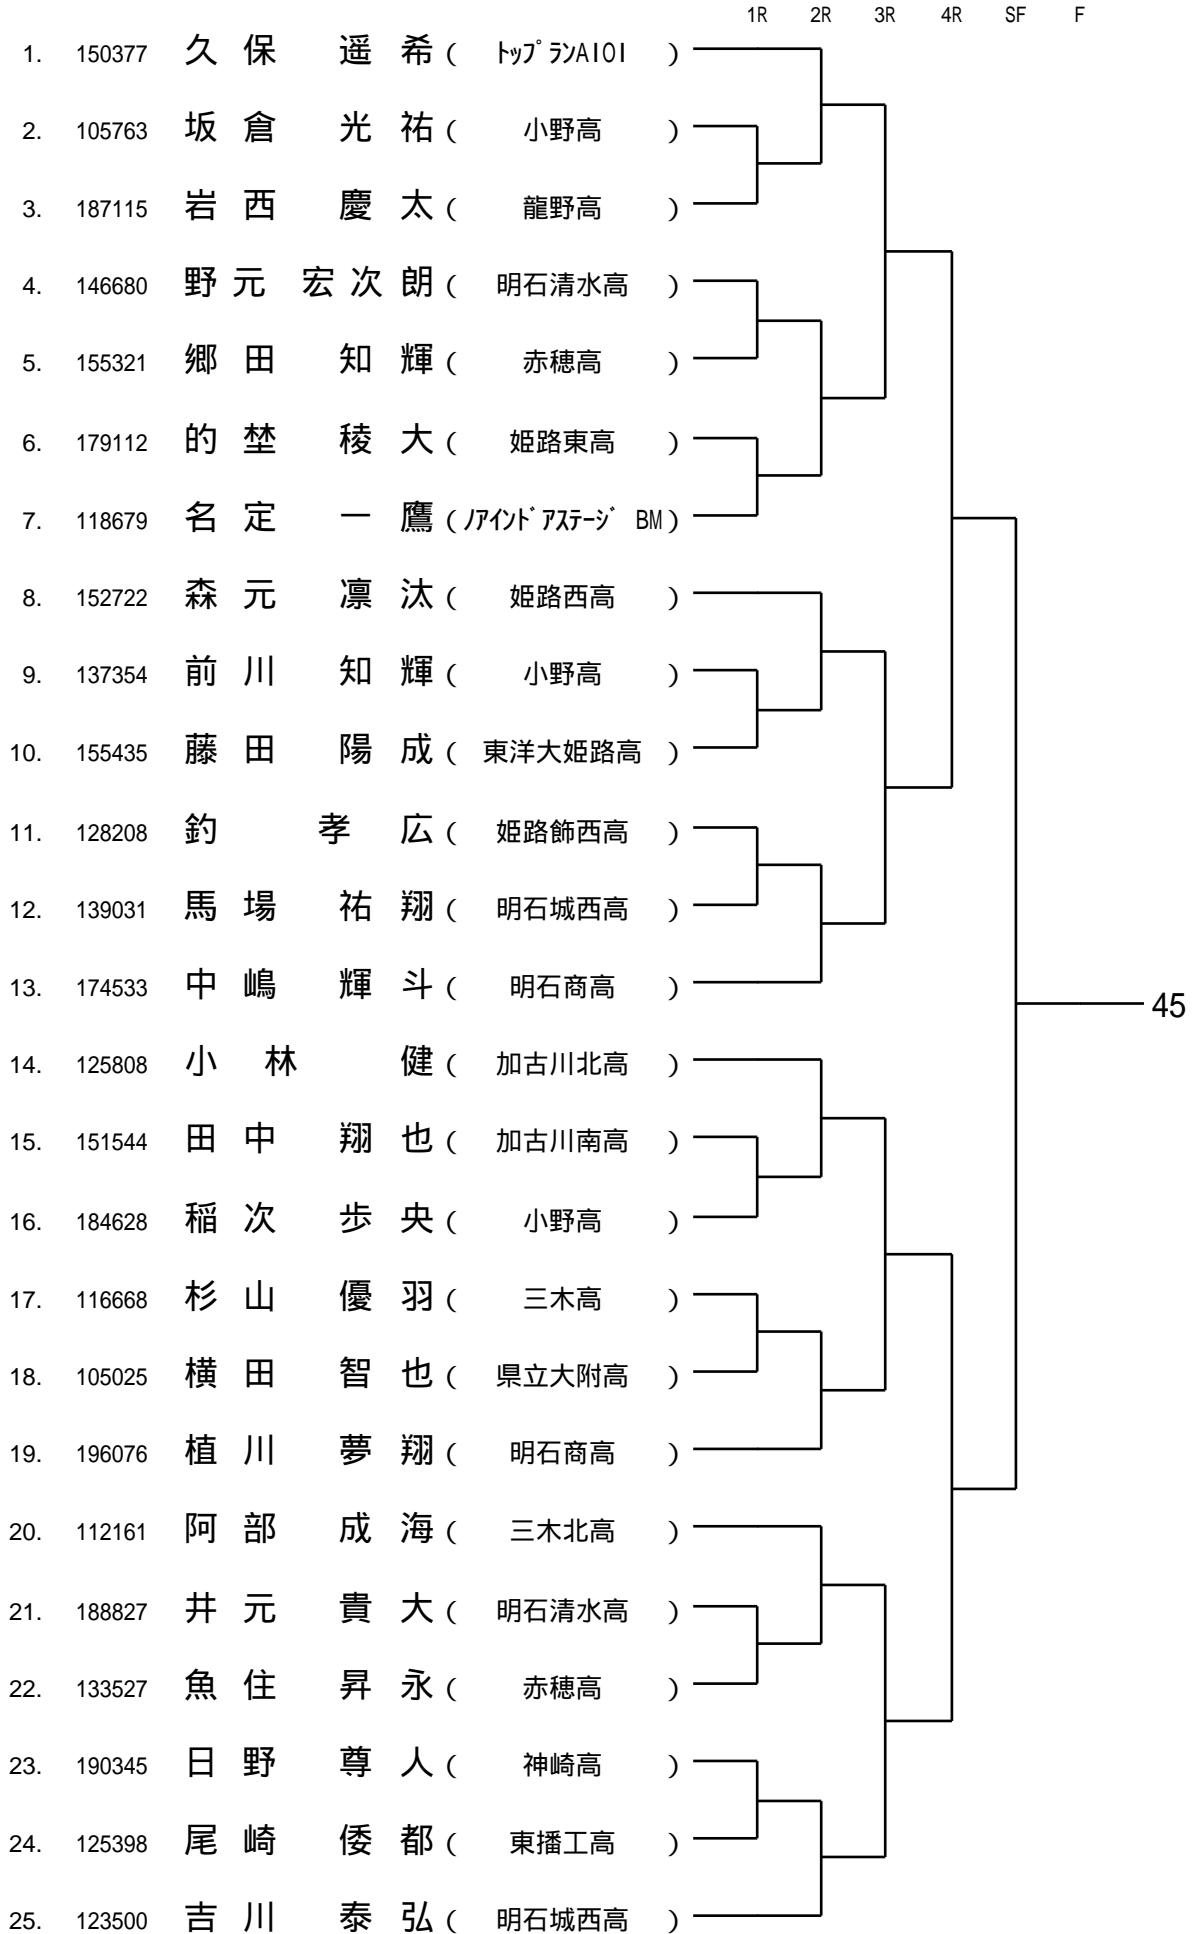 1R 2R 3R 4R SF F
1. 150377 久保 遥希 ( トップランAIOI )
2. 105763 坂倉 光祐 ( 小野高 )
3. 187115 岩西 慶太 ( 龍野高 )
4. 146680 野元 宏次朗 ( 明石清水高 )
5. 155321 郷田 知輝 ( 赤穂高 )
6. 179112 的埜 稜大 ( 姫路東高 )
7. 118679 名定 一鷹 ( ノアインドアステージ BM )
8. 152722 森元 凛汰 ( 姫路西高 )
9. 137354 前川 知輝 ( 小野高 )
10. 155435 藤田 陽成 ( 東洋大姫路高 )
11. 128208 釣 孝広 ( 姫路飾西高 )
12. 139031 馬場 祐翔 ( 明石城西高 )
13. 174533 中嶋 輝斗 ( 明石商高 )
45
14. 125808 小林 健 ( 加古川北高 )
15. 151544 田中 翔也 ( 加古川南高 )
16. 184628 稲次 歩央 ( 小野高 )
17. 116668 杉山 優羽 ( 三木高 )
18. 105025 横田 智也 ( 県立大附高 )
19. 196076 植川 夢翔 ( 明石商高 )
20. 112161 阿部 成海 ( 三木北高 )
21. 188827 井元 貴大 ( 明石清水高 )
22. 133527 魚住 昇永 ( 赤穂高 )
23. 190345 日野 尊人 ( 神崎高 )
24. 125398 尾崎 倭都 ( 東播工高 )
25. 123500 吉川 泰弘 ( 明石城西高 )